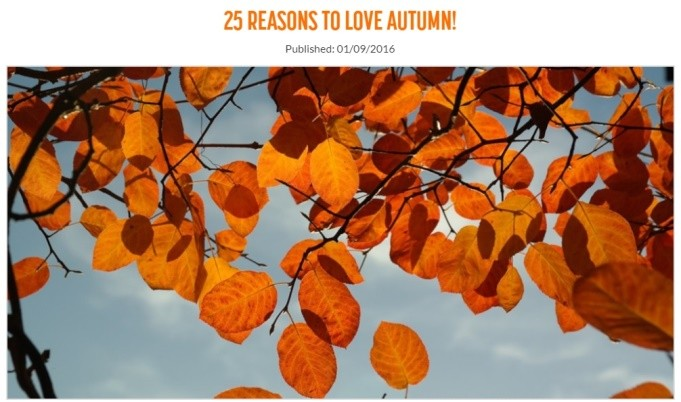 25 REASONS TO LOVE AUTUMN!
Published: 01/09/2016